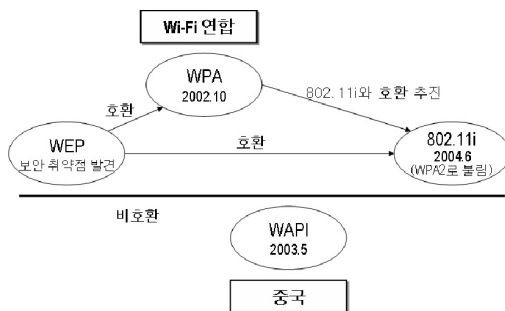 Wi-Fi 연합
WPA
2002.10
802.11i와 호환 추진
호환
WEP
보안 취약점 발견
호환
802.11i
2004.6
(WPA2로 불림)
비호환
WAPI
2003.5
중국